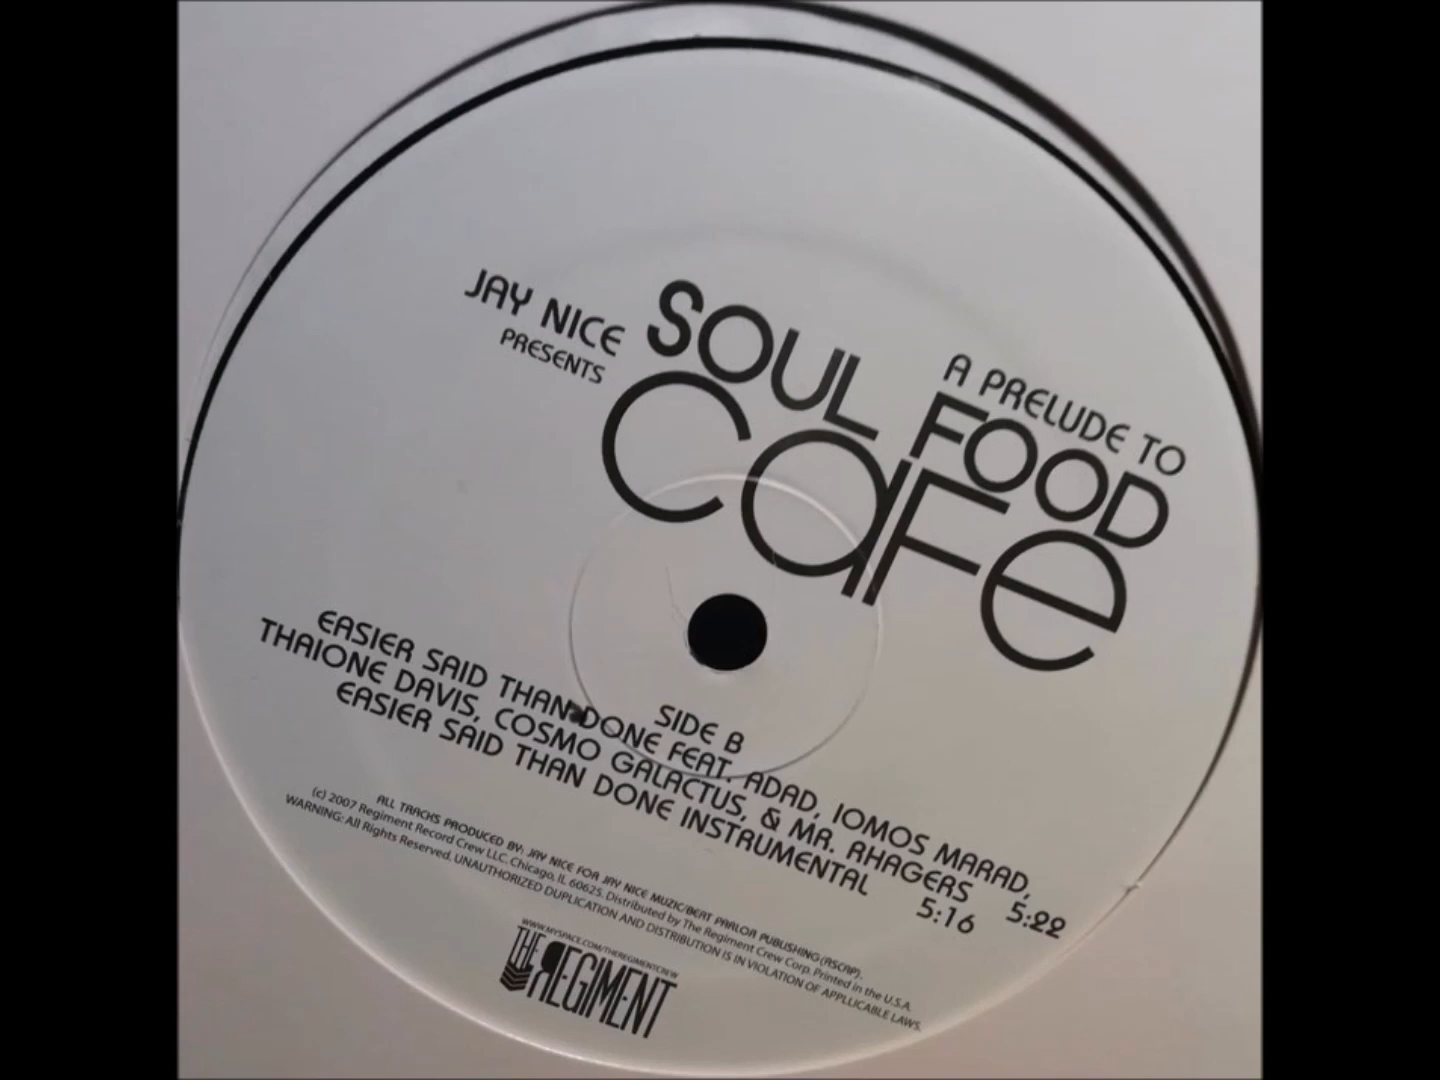 JAY NICE
PRESENTS
A PRELUDE TO
SOUL FOOD
CAFE
SIDE B
EASIER SAID THAN DONE FEAT. ADAD, IOMOS MARAD,
THAIONE DAVIS, COSMO GALACTUS, & MR. RHAGERS 5:22
EASIER SAID THAN DONE INSTRUMENTAL 5:16
ALL TRACKS PRODUCED BY: JAY NICE FOR JAY NICE MUZIC/BEAT PARLOR PUBLISHING (ASCAP).
(c) 2007 Regiment Record Crew LLC. Chicago, IL 60625. Distributed by The Regiment Crew Corp. Printed in the U.S.A.
WARNING: All Rights Reserved. UNAUTHORIZED DUPLICATION AND DISTRIBUTION IS IN VIOLATION OF APPLLICABLE LAWS.
WWW.MYSPACE.COM/THEREGIMENTCREW
THE REGIMENT